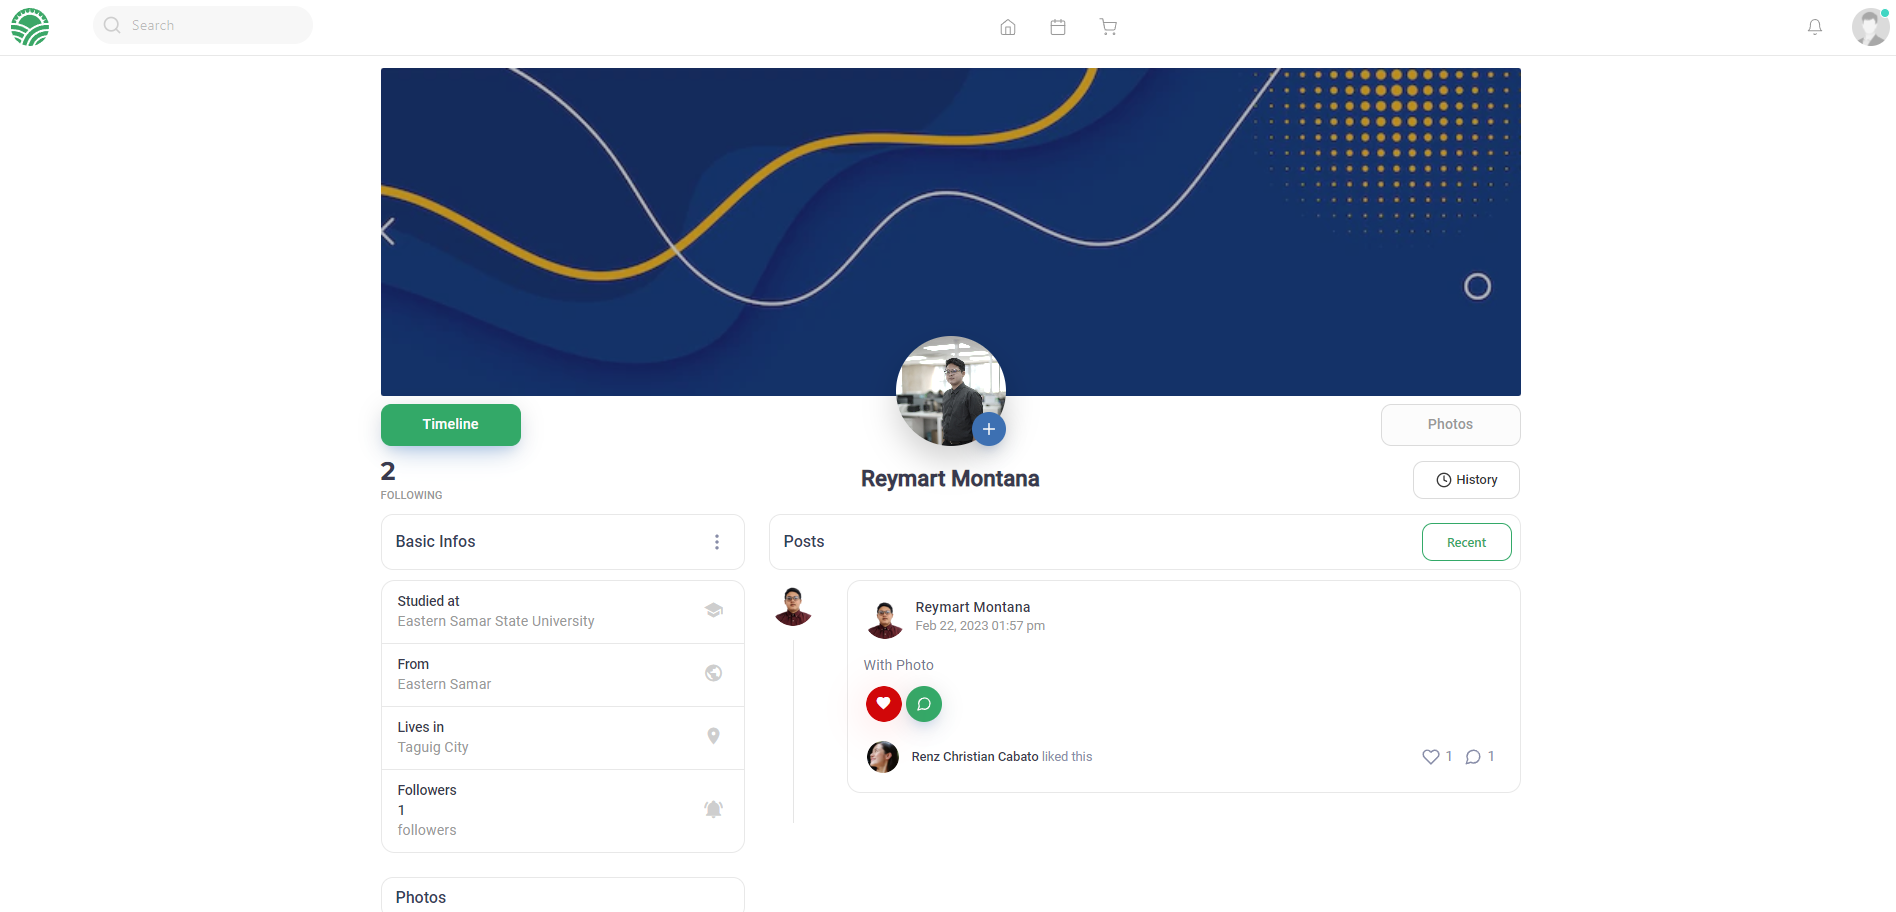 Search
Timeline
Photos
2
FOLLOWING
Reymart Montana
History
Basic Infos
Posts
Recent
Studied at
Eastern Samar State University
From
Eastern Samar
Lives in
Taguig City
Followers
1
followers
Photos
Reymart Montana
Feb 22, 2023 01:57 pm
With Photo
Renz Christian Cabato liked this
1 1